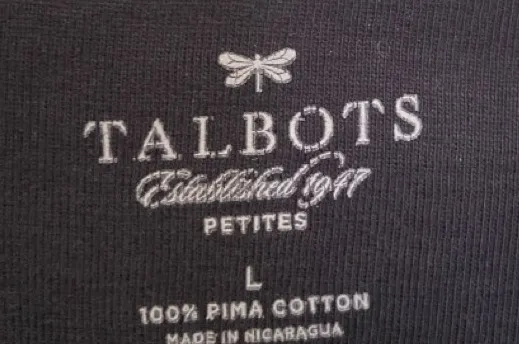 TALBOTS
Established 1947
PETITES
L
100% PIMA COTTON
MADE IN NICARAGUA